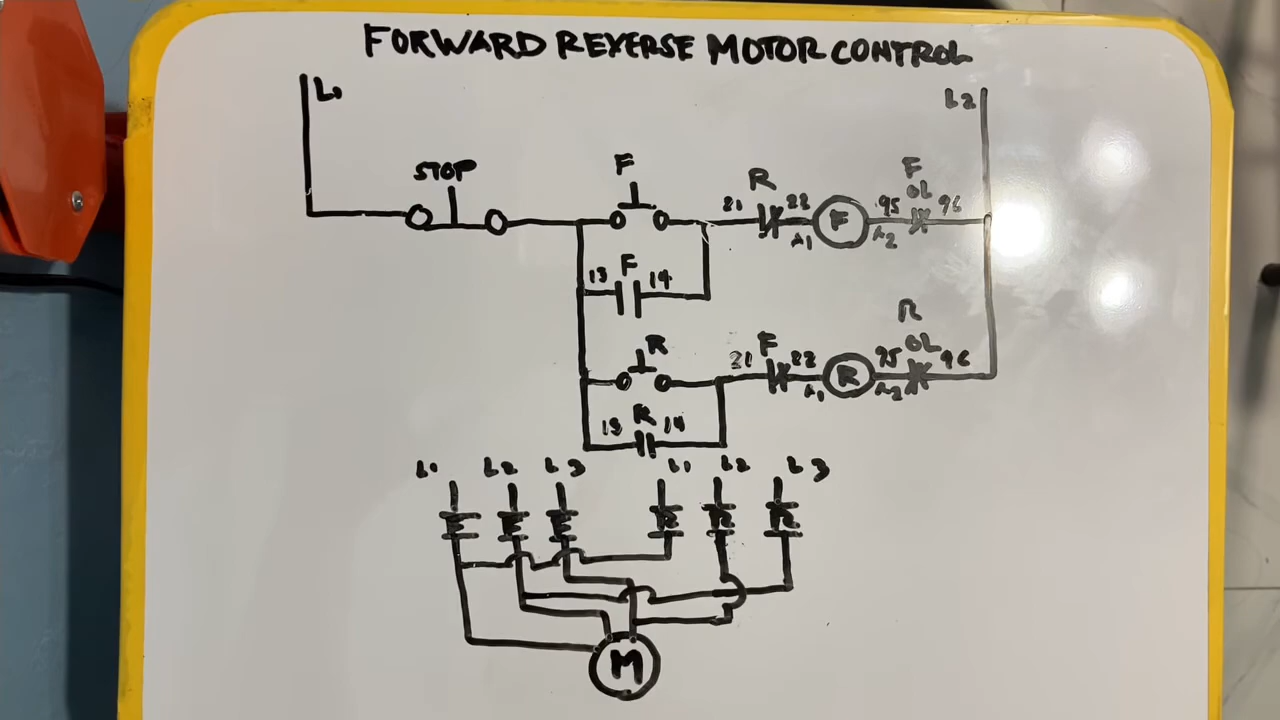 FORWARD REVERSE MOTOR CONTROL
L1 L2
STOP F R F
OL
21 22 95 96
F
A1 A2
13 F 14
R
R F OL
21 22 95 96
R
A1 A2
13 R 14
L1 L2 L3 L1 L2 L3
F F F R R R
M